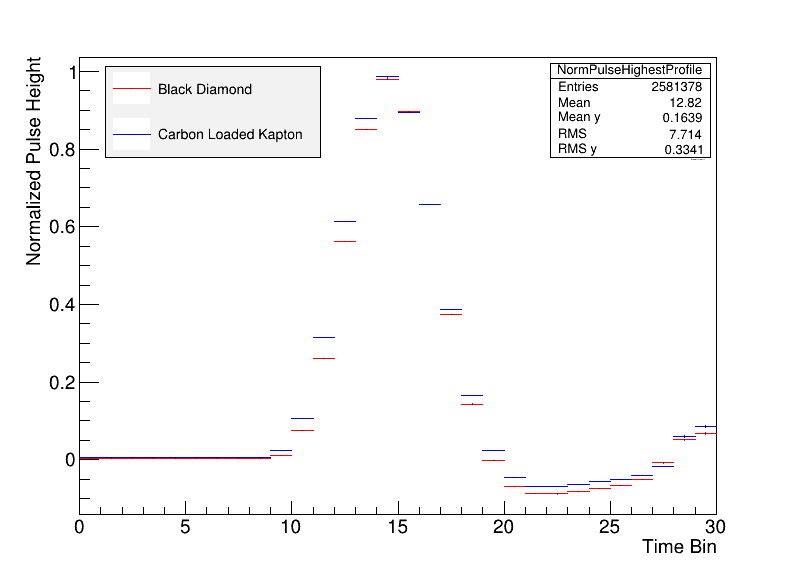 Normalized Pulse Height
1
0.8
0.6
0.4
0.2
0
Black Diamond
Carbon Loaded Kapton
NormPulseHighestProfile
Entries 2581378
Mean 12.82
Mean y 0.1639
RMS 7.714
RMS y 0.3341
0 5 10 15 20 25 30
Time Bin